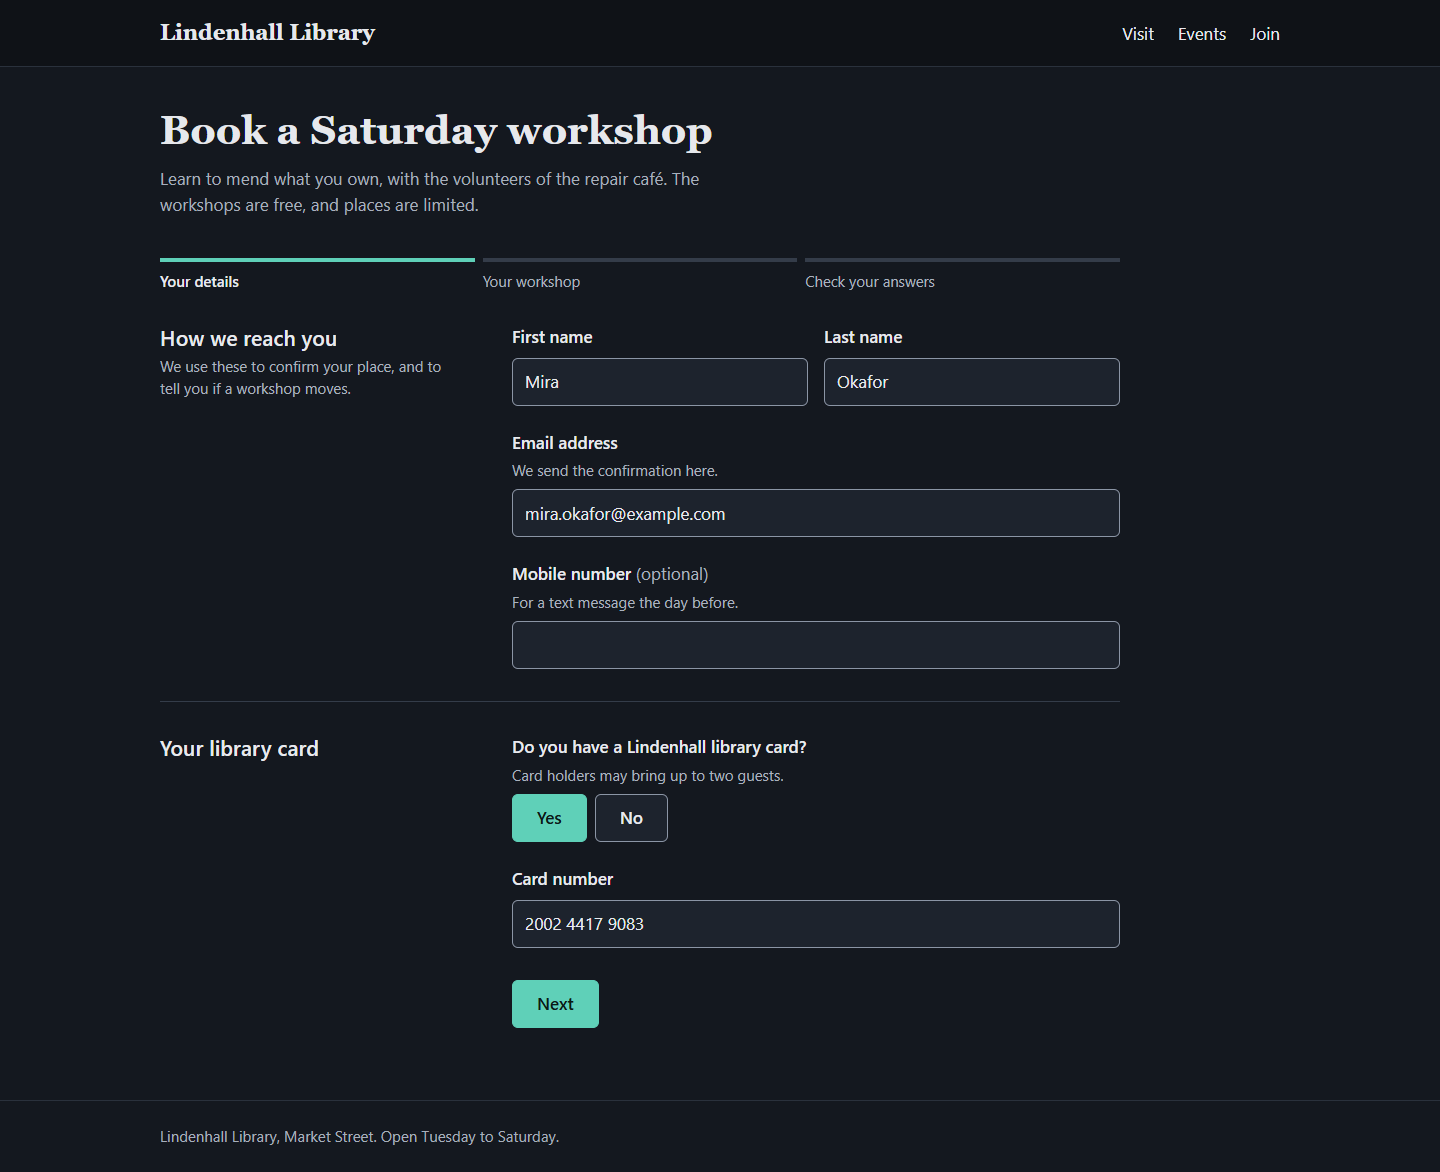 Lindenhall Library
Visit
Events
Join
Book a Saturday workshop
Learn to mend what you own, with the volunteers of the repair café. The
workshops are free, and places are limited.
Your details
Your workshop
Check your answers
How we reach you
We use these to confirm your place, and to
tell you if a workshop moves.
First name
Last name
Mira
Okafor
Email address
We send the confirmation here.
mira.okafor@example.com
Mobile number (optional)
For a text message the day before.
Your library card
Do you have a Lindenhall library card?
Card holders may bring up to two guests.
Yes
No
Card number
2002 4417 9083
Next
Lindenhall Library, Market Street. Open Tuesday to Saturday.